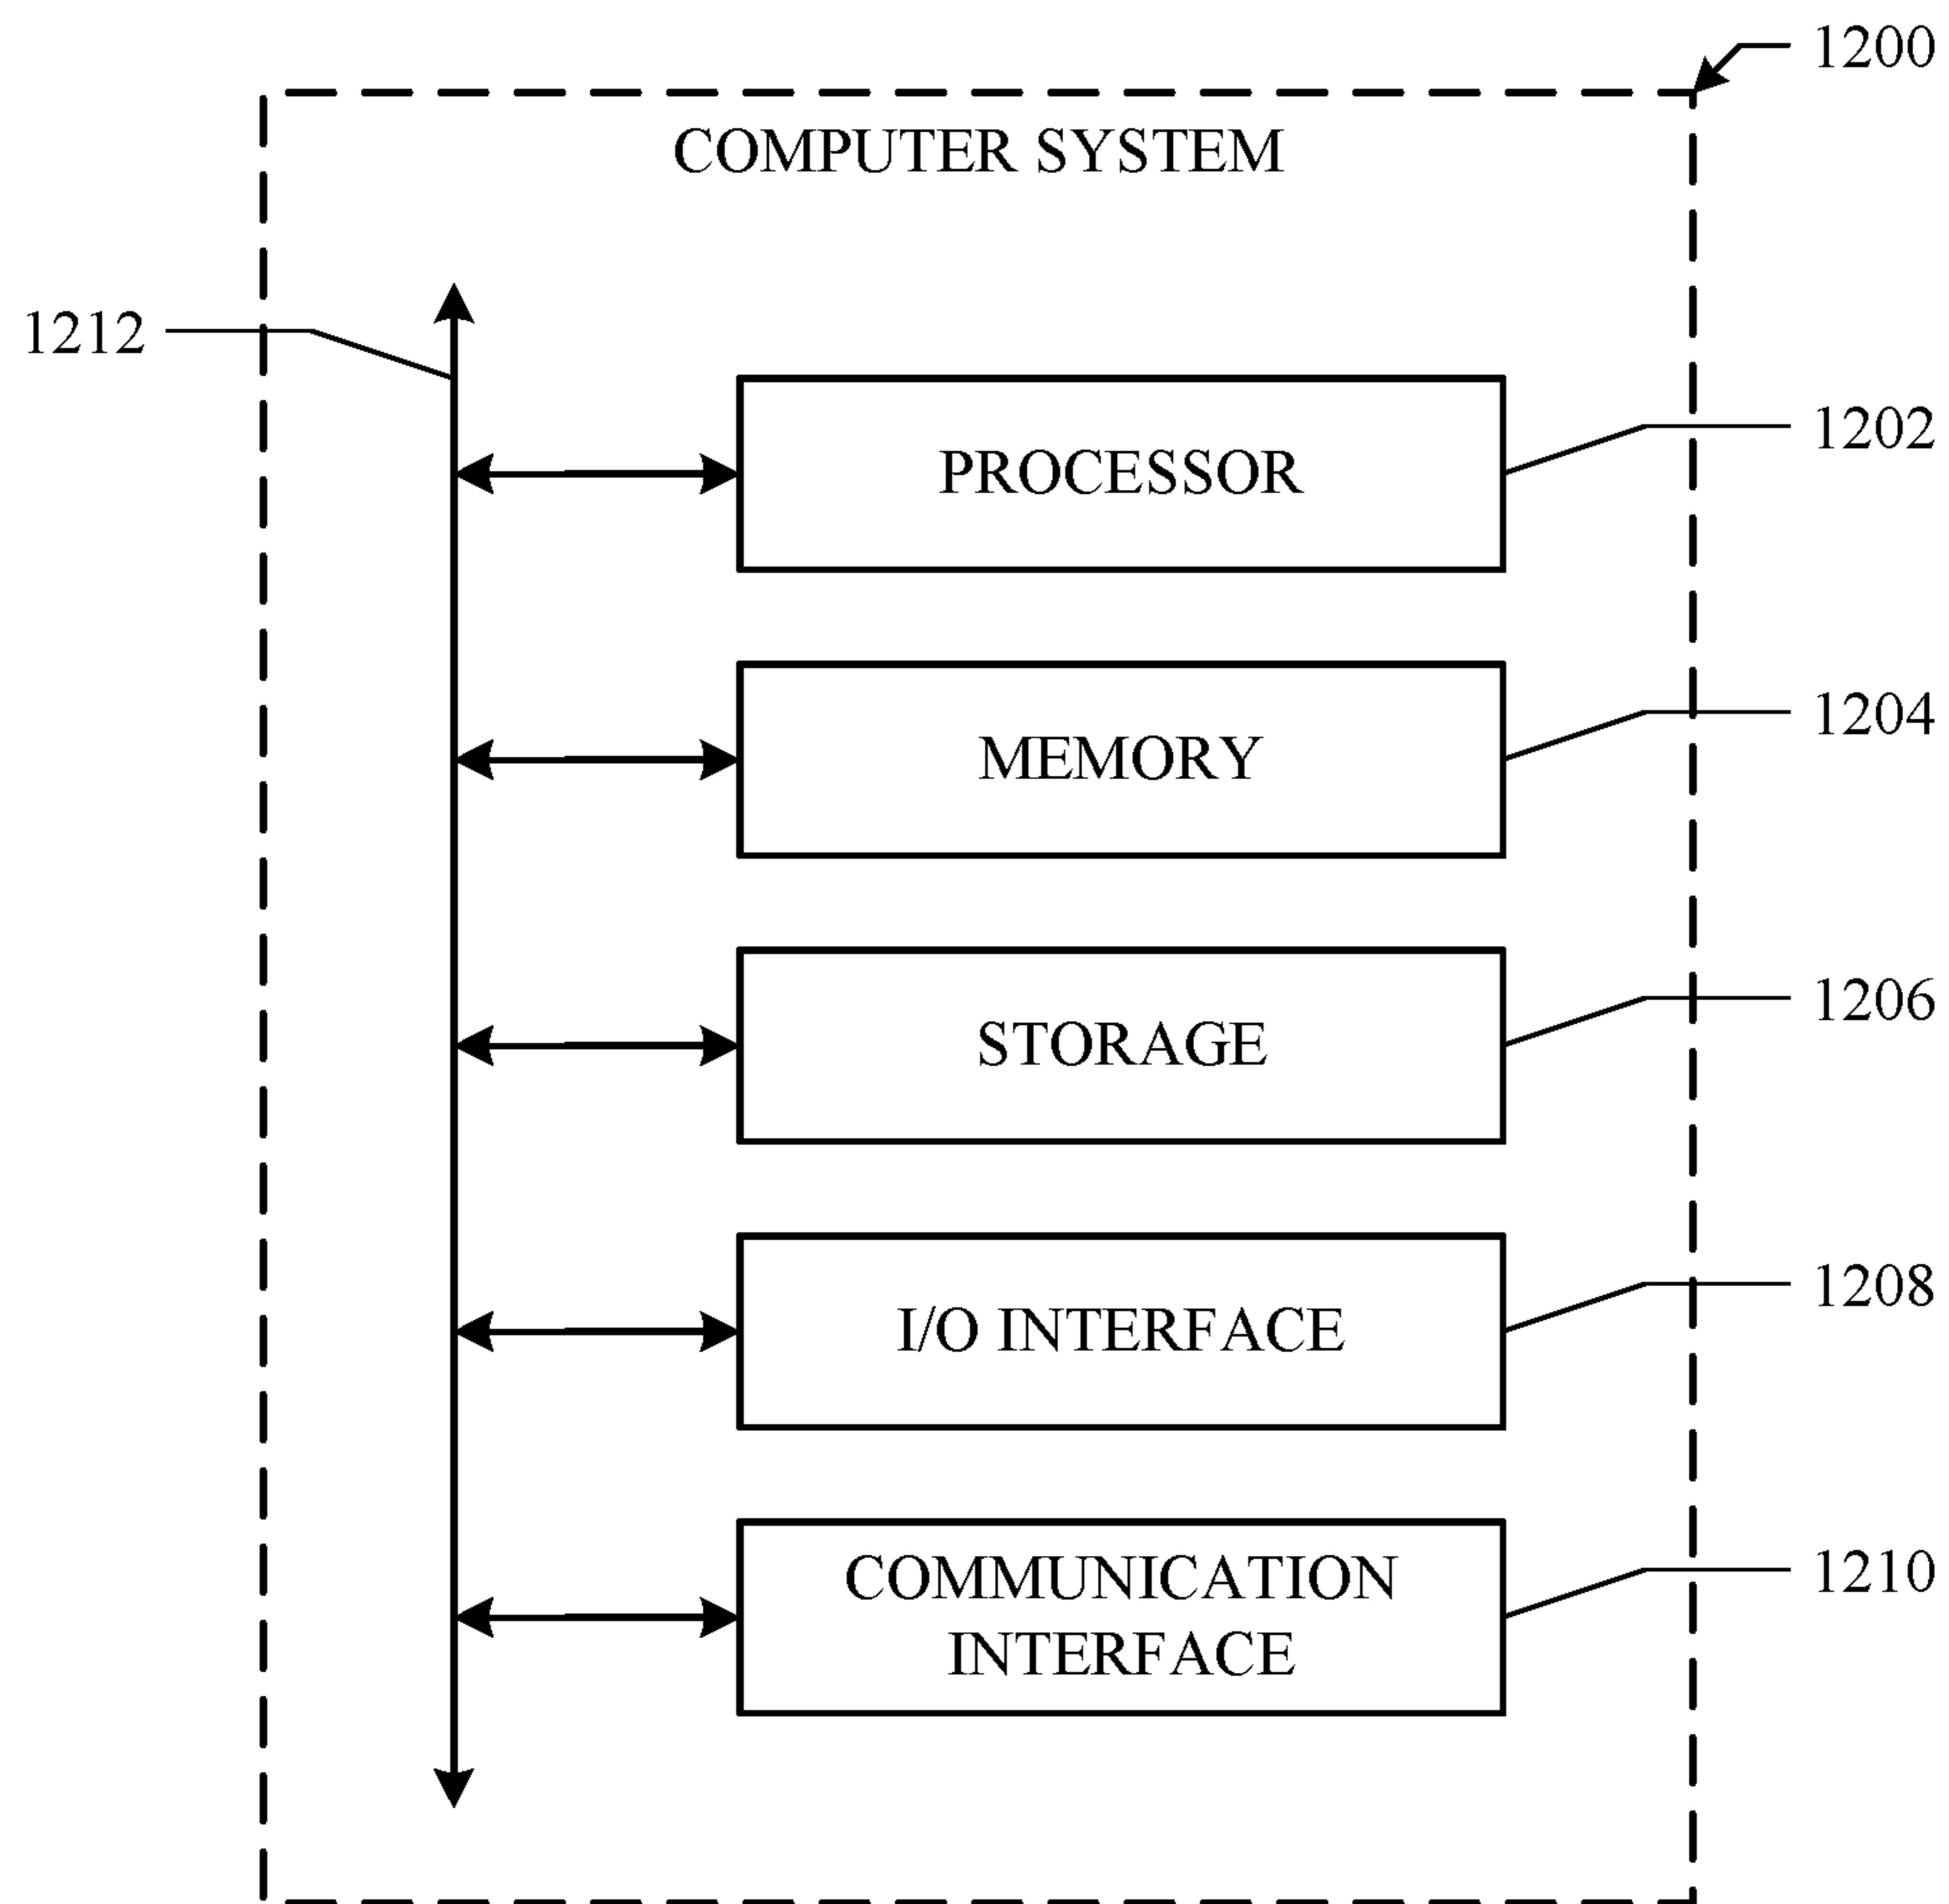 1200
COMPUTER SYSTEM
1212
1202
PROCESSOR
1204
MEMORY
1206
STORAGE
1208
I/O INTERFACE
1210
COMMUNICATION
INTERFACE